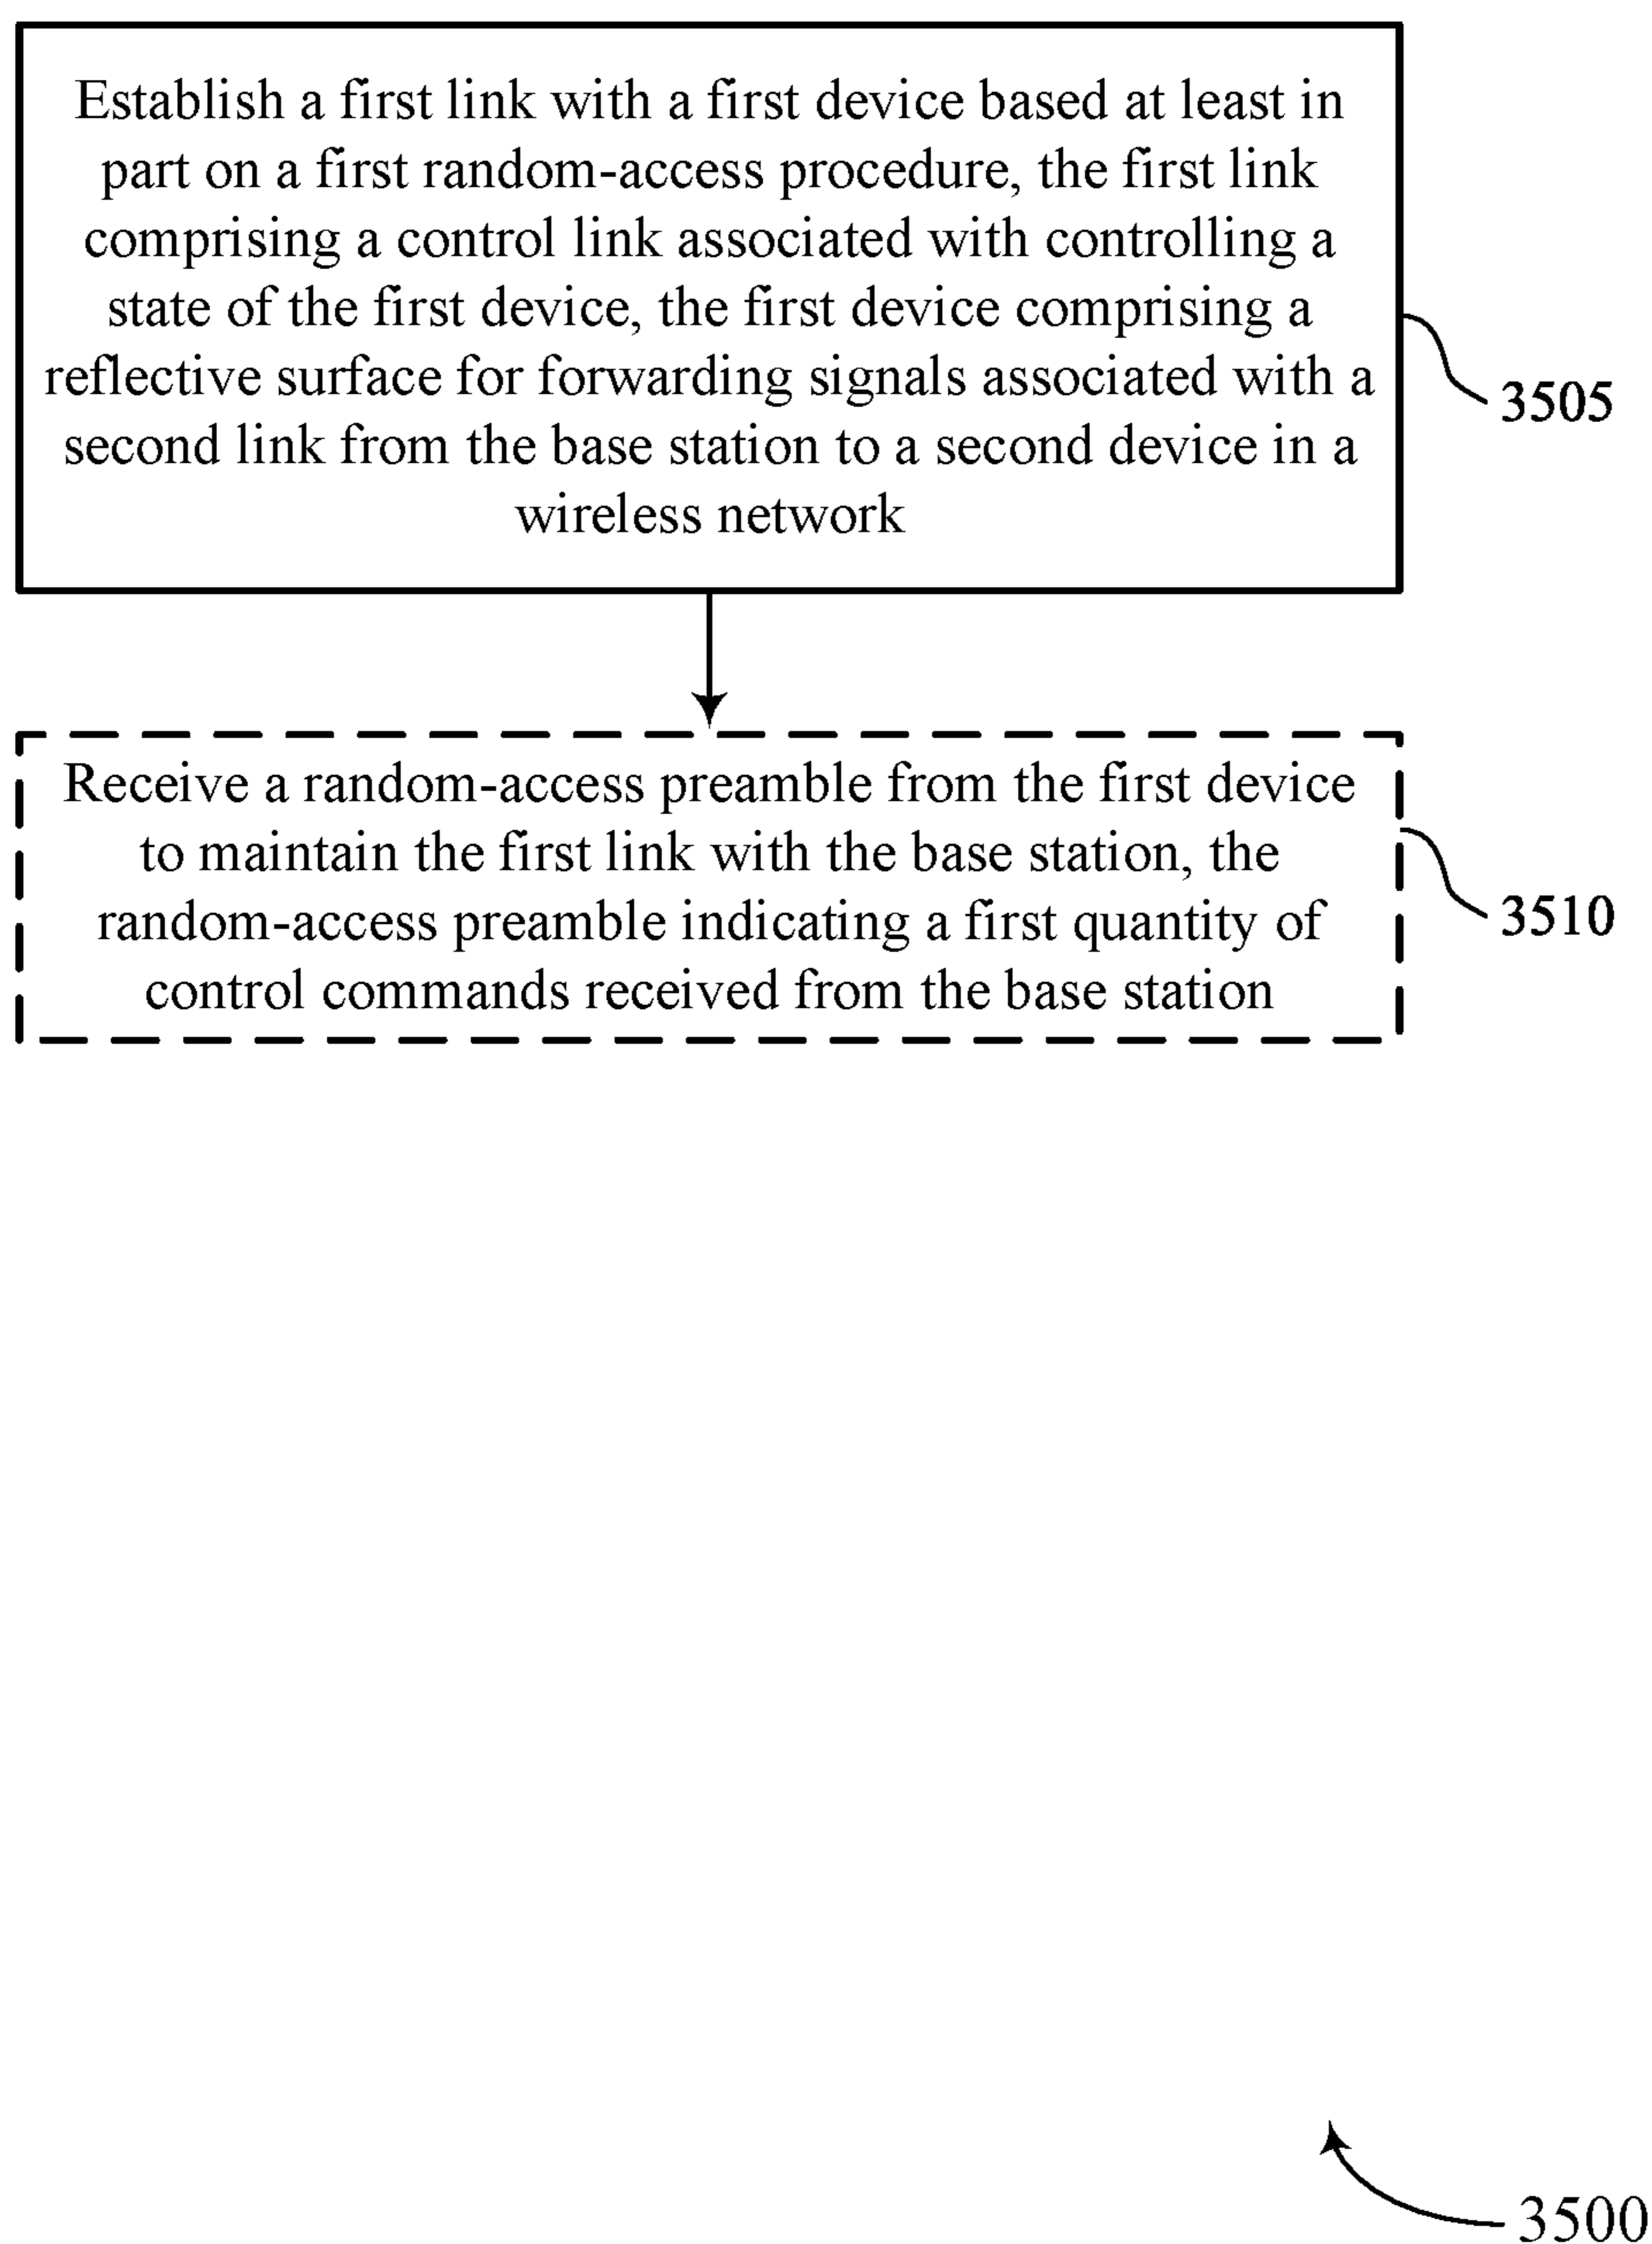 Establish a first link with a first device based at least in
part on a first random-access procedure, the first link
comprising a control link associated with controlling a
state of the first device, the first device comprising a
reflective surface for forwarding signals associated with a
second link from the base station to a second device in a
wireless network
3505
Receive a random-access preamble from the first device
to maintain the first link with the base station, the
random-access preamble indicating a first quantity of
control commands received from the base station
3510
3500